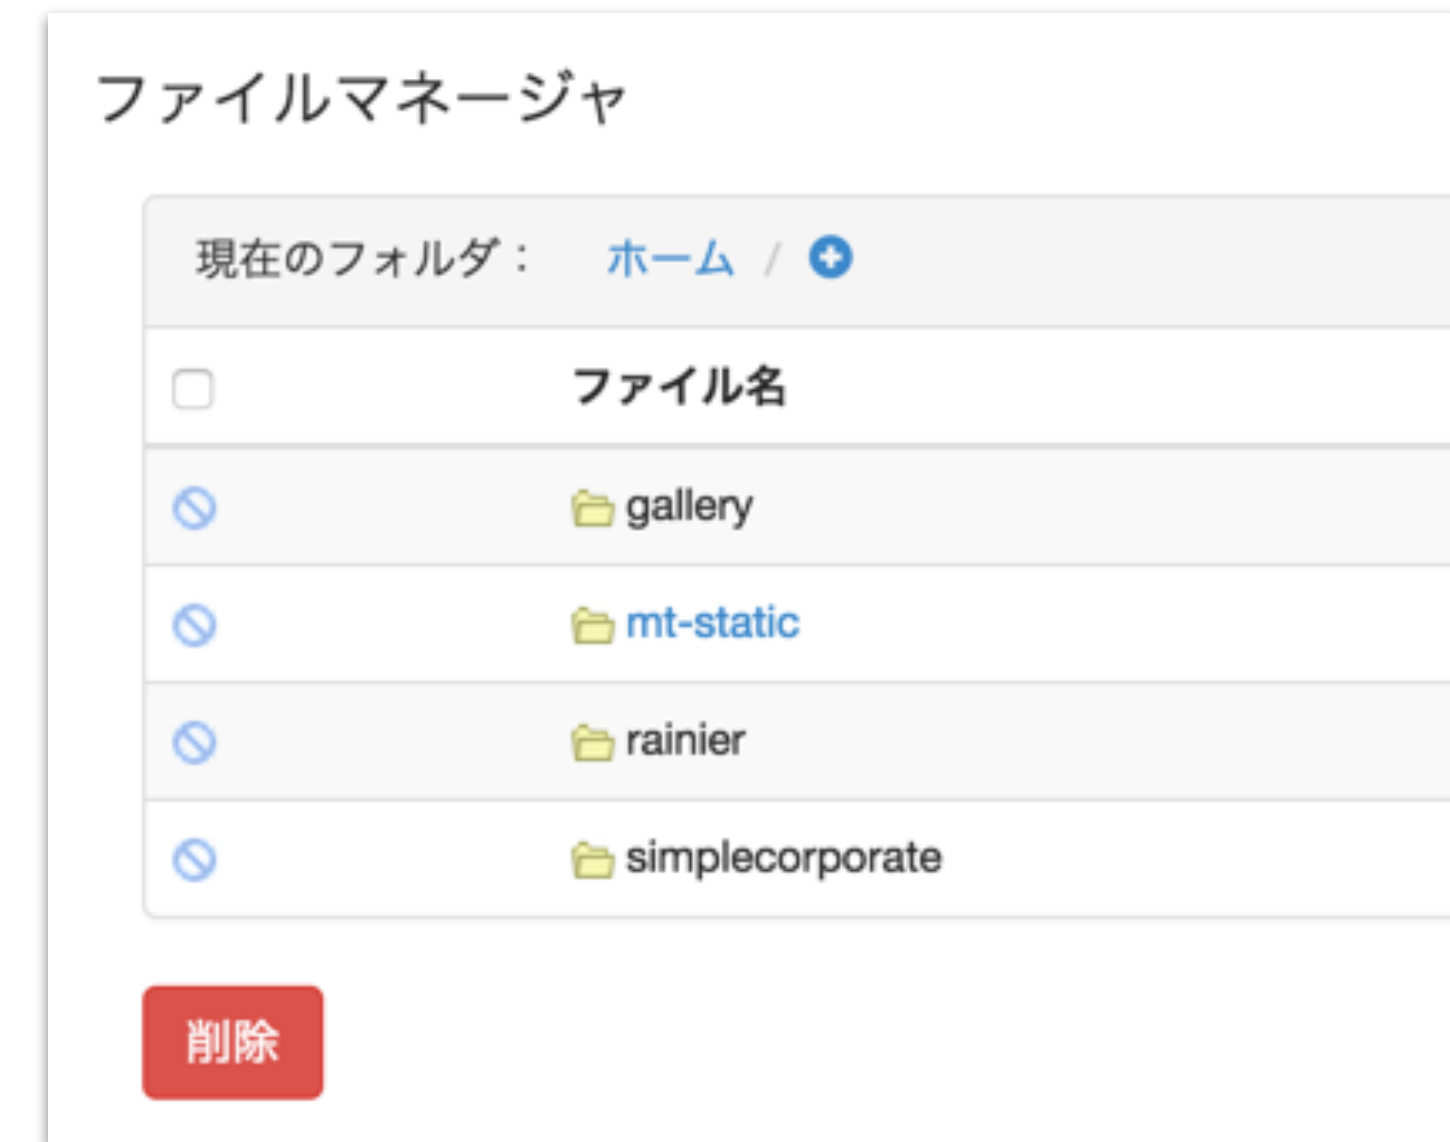 ファイルマネージャ
現在のフォルダ： ホーム /
ファイル名
gallery
mt-static
rainier
simplecorporate
削除